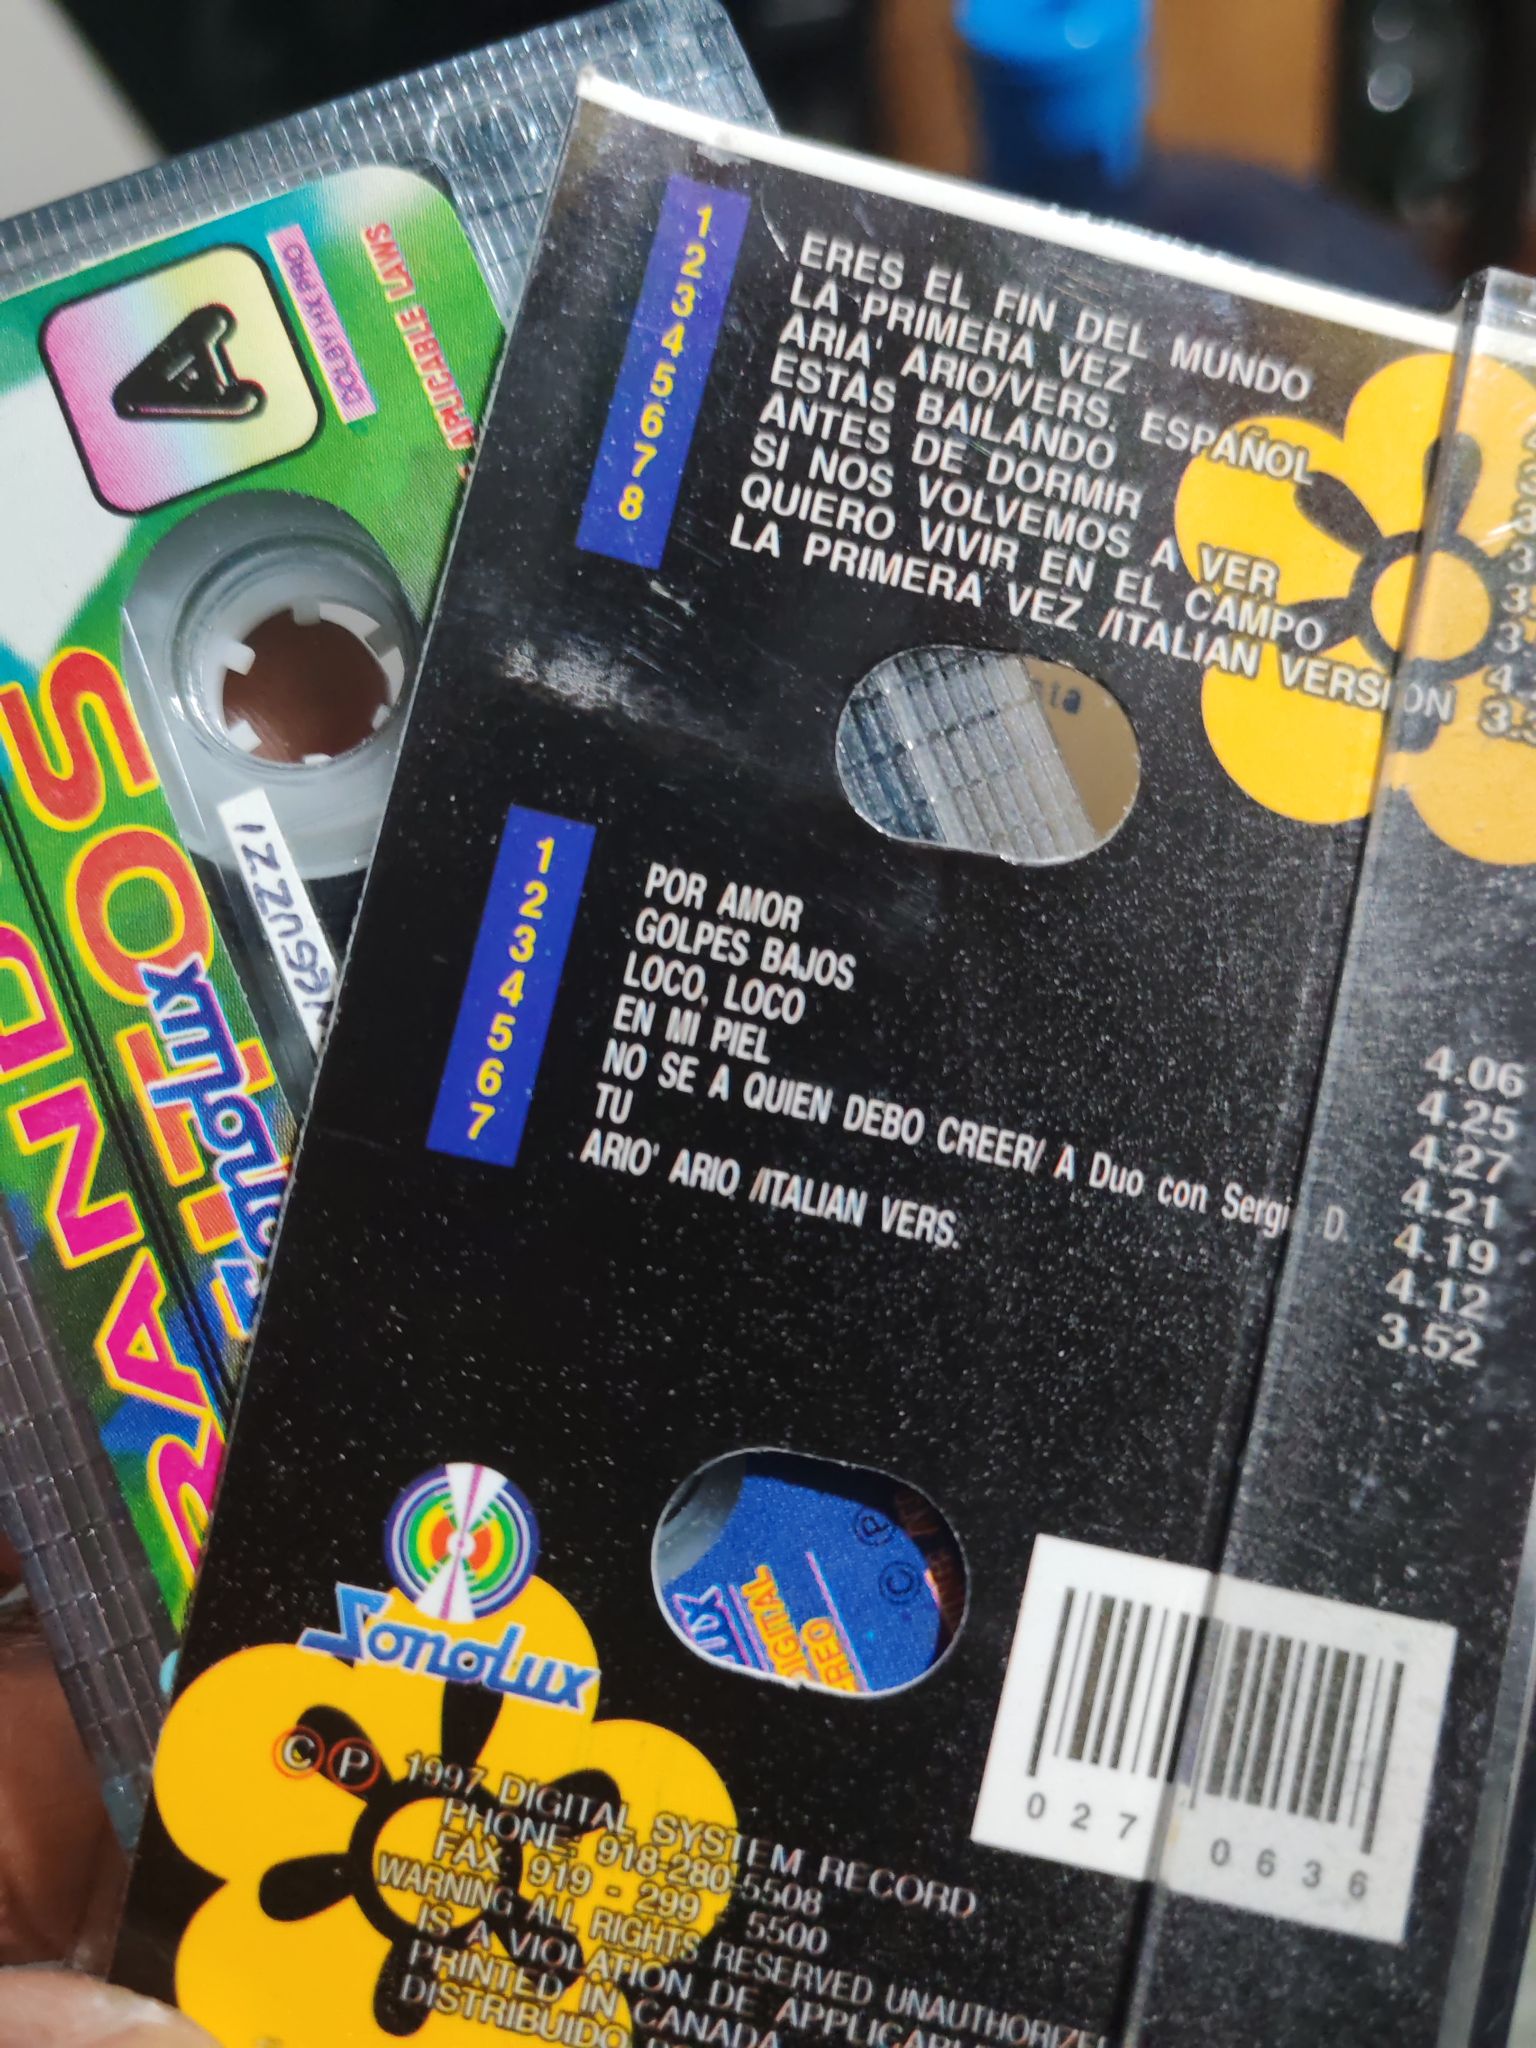 A
DOLBY HX PRO
APPLICABLE LAWS
SonoLux
IZZUZ
1 ERES EL FIN DEL MUNDO
2 LA PRIMERA VEZ
3 ARIA' ARIO/VERS. ESPAÑOL
4 ESTAS BAILANDO
5 ANTES DE DORMIR
6 SI NOS VOLVEMOS A VER
7 QUIERO VIVIR EN EL CAMPO
8 LA PRIMERA VEZ /ITALIAN VERSION
1 POR AMOR 4.06
2 GOLPES BAJOS 4.25
3 LOCO, LOCO 4.27
4 EN MI PIEL 4.21
5 NO SE A QUIEN DEBO CREER/ A Duo con Sergi D. 4.19
6 TU 4.12
7 ARIO' ARIO /ITALIAN VERS. 3.52
DIGITAL
SonoLux
© ℗ 1997 DIGITAL SYSTEM RECORD
PHONE: 918-280-5508
FAX 919 - 299 - 5500
WARNING ALL RIGHTS RESERVED
IS A VIOLATION DE
PRINTED IN CANADA
DISTRIBUIDO
027 0636